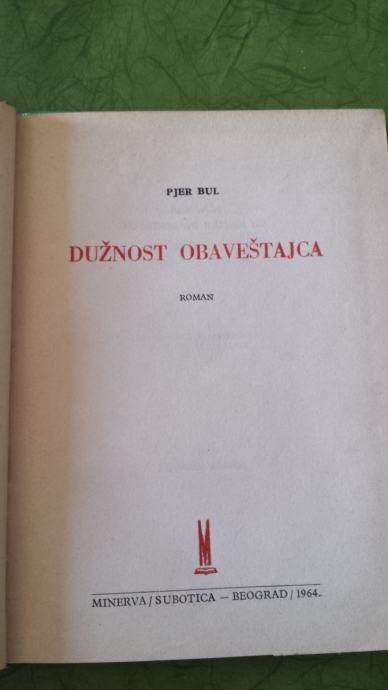 PJER BUL
DUŽNOST OBAVEŠTAJCA
ROMAN
M
MINERVA / SUBOTICA — BEOGRAD / 1964.